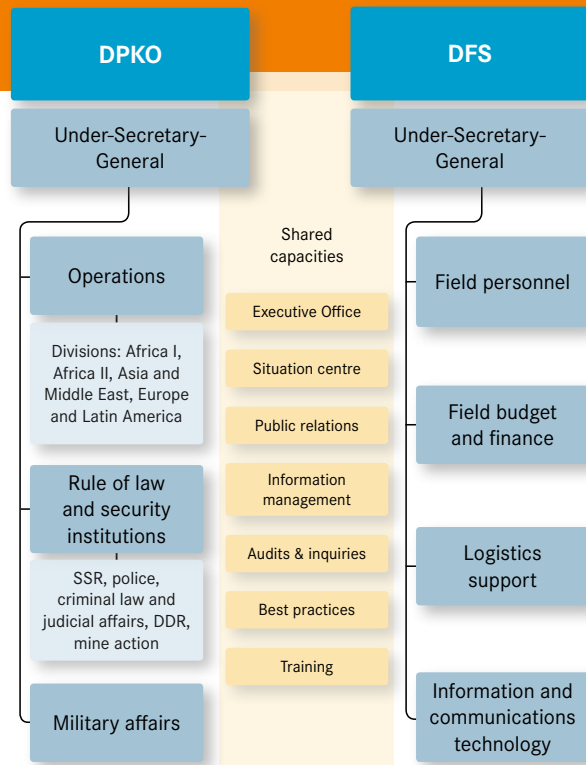 DPKO
Under-Secretary-
General
Operations
Divisions: Africa I,
Africa II, Asia and
Middle East, Europe
and Latin America
Rule of law
and security
institutions
SSR, police,
criminal law and
judicial affairs, DDR,
mine action
Military affairs
Shared
capacities
Executive Office
Situation centre
Public relations
Information
management
Audits & inquiries
Best practices
Training
DFS
Under-Secretary-
General
Field personnel
Field budget
and finance
Logistics
support
Information and
communications
technology